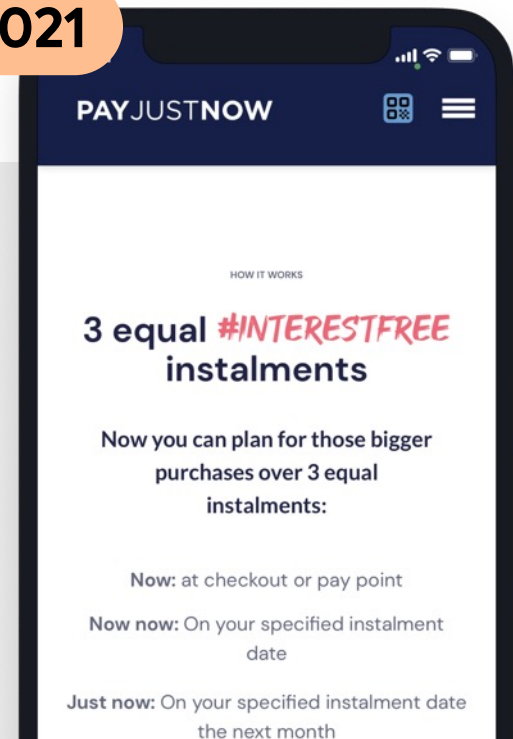 021
PAYJUSTNOW
HOW IT WORKS
3 equal #INTERESTFREE
instalments
Now you can plan for those bigger
purchases over 3 equal
instalments:
Now: at checkout or pay point
Now now: On your specified instalment
date
Just now: On your specified instalment date
the next month